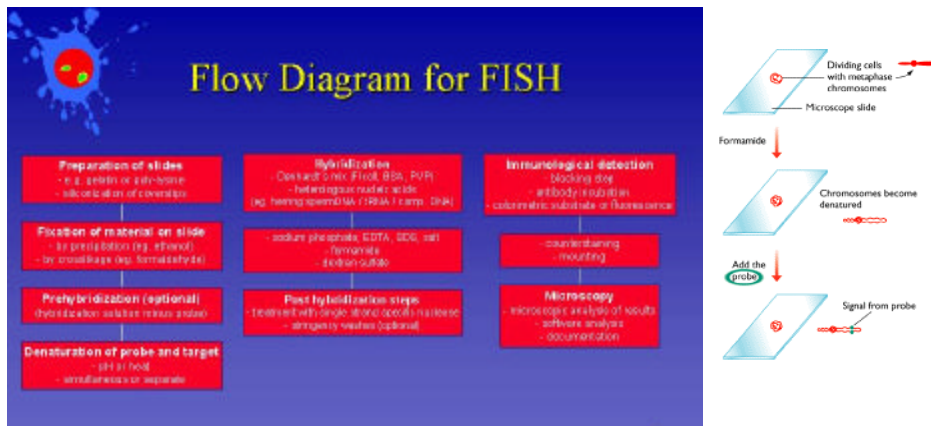 Flow Diagram for FISH
Preparation of slides
- e.g. gelatin or poly-lysine
- siliconization of coverslips
Fixation of material on slide
- by precipitation (eg. ethanol)
- by crosslikage (eg. formaldehyde)
Prehybridization (optional)
(hybridization solution minus probe)
Denaturation of probe and target
- pH or heat
- simultaneous or separate
Hybridization
- Denhardts mix (Ficoll, BSA, PVP)
- heterologous nucleic acids
(eg. herring sperm DNA / tRNA / comp. DNA)
- sodium phosphate, EDTA, SDS, salt
- formamide
- dextran sulfate
Post hybridization steps
- treatment with single strand specific nuclease
- stringency washes (optional)
Immunological detection
- blocking step
- antibody incubation
- colorimetric substrate or fluorescence
- counterstaining
- mounting
Microscopy
- microscopic analysis of results
- software analysis
- documentation
Dividing cells
with metaphase
chromosomes
Microscope slide
Formamide
Chromosomes become
denatured
Add the
probe
Signal from probe